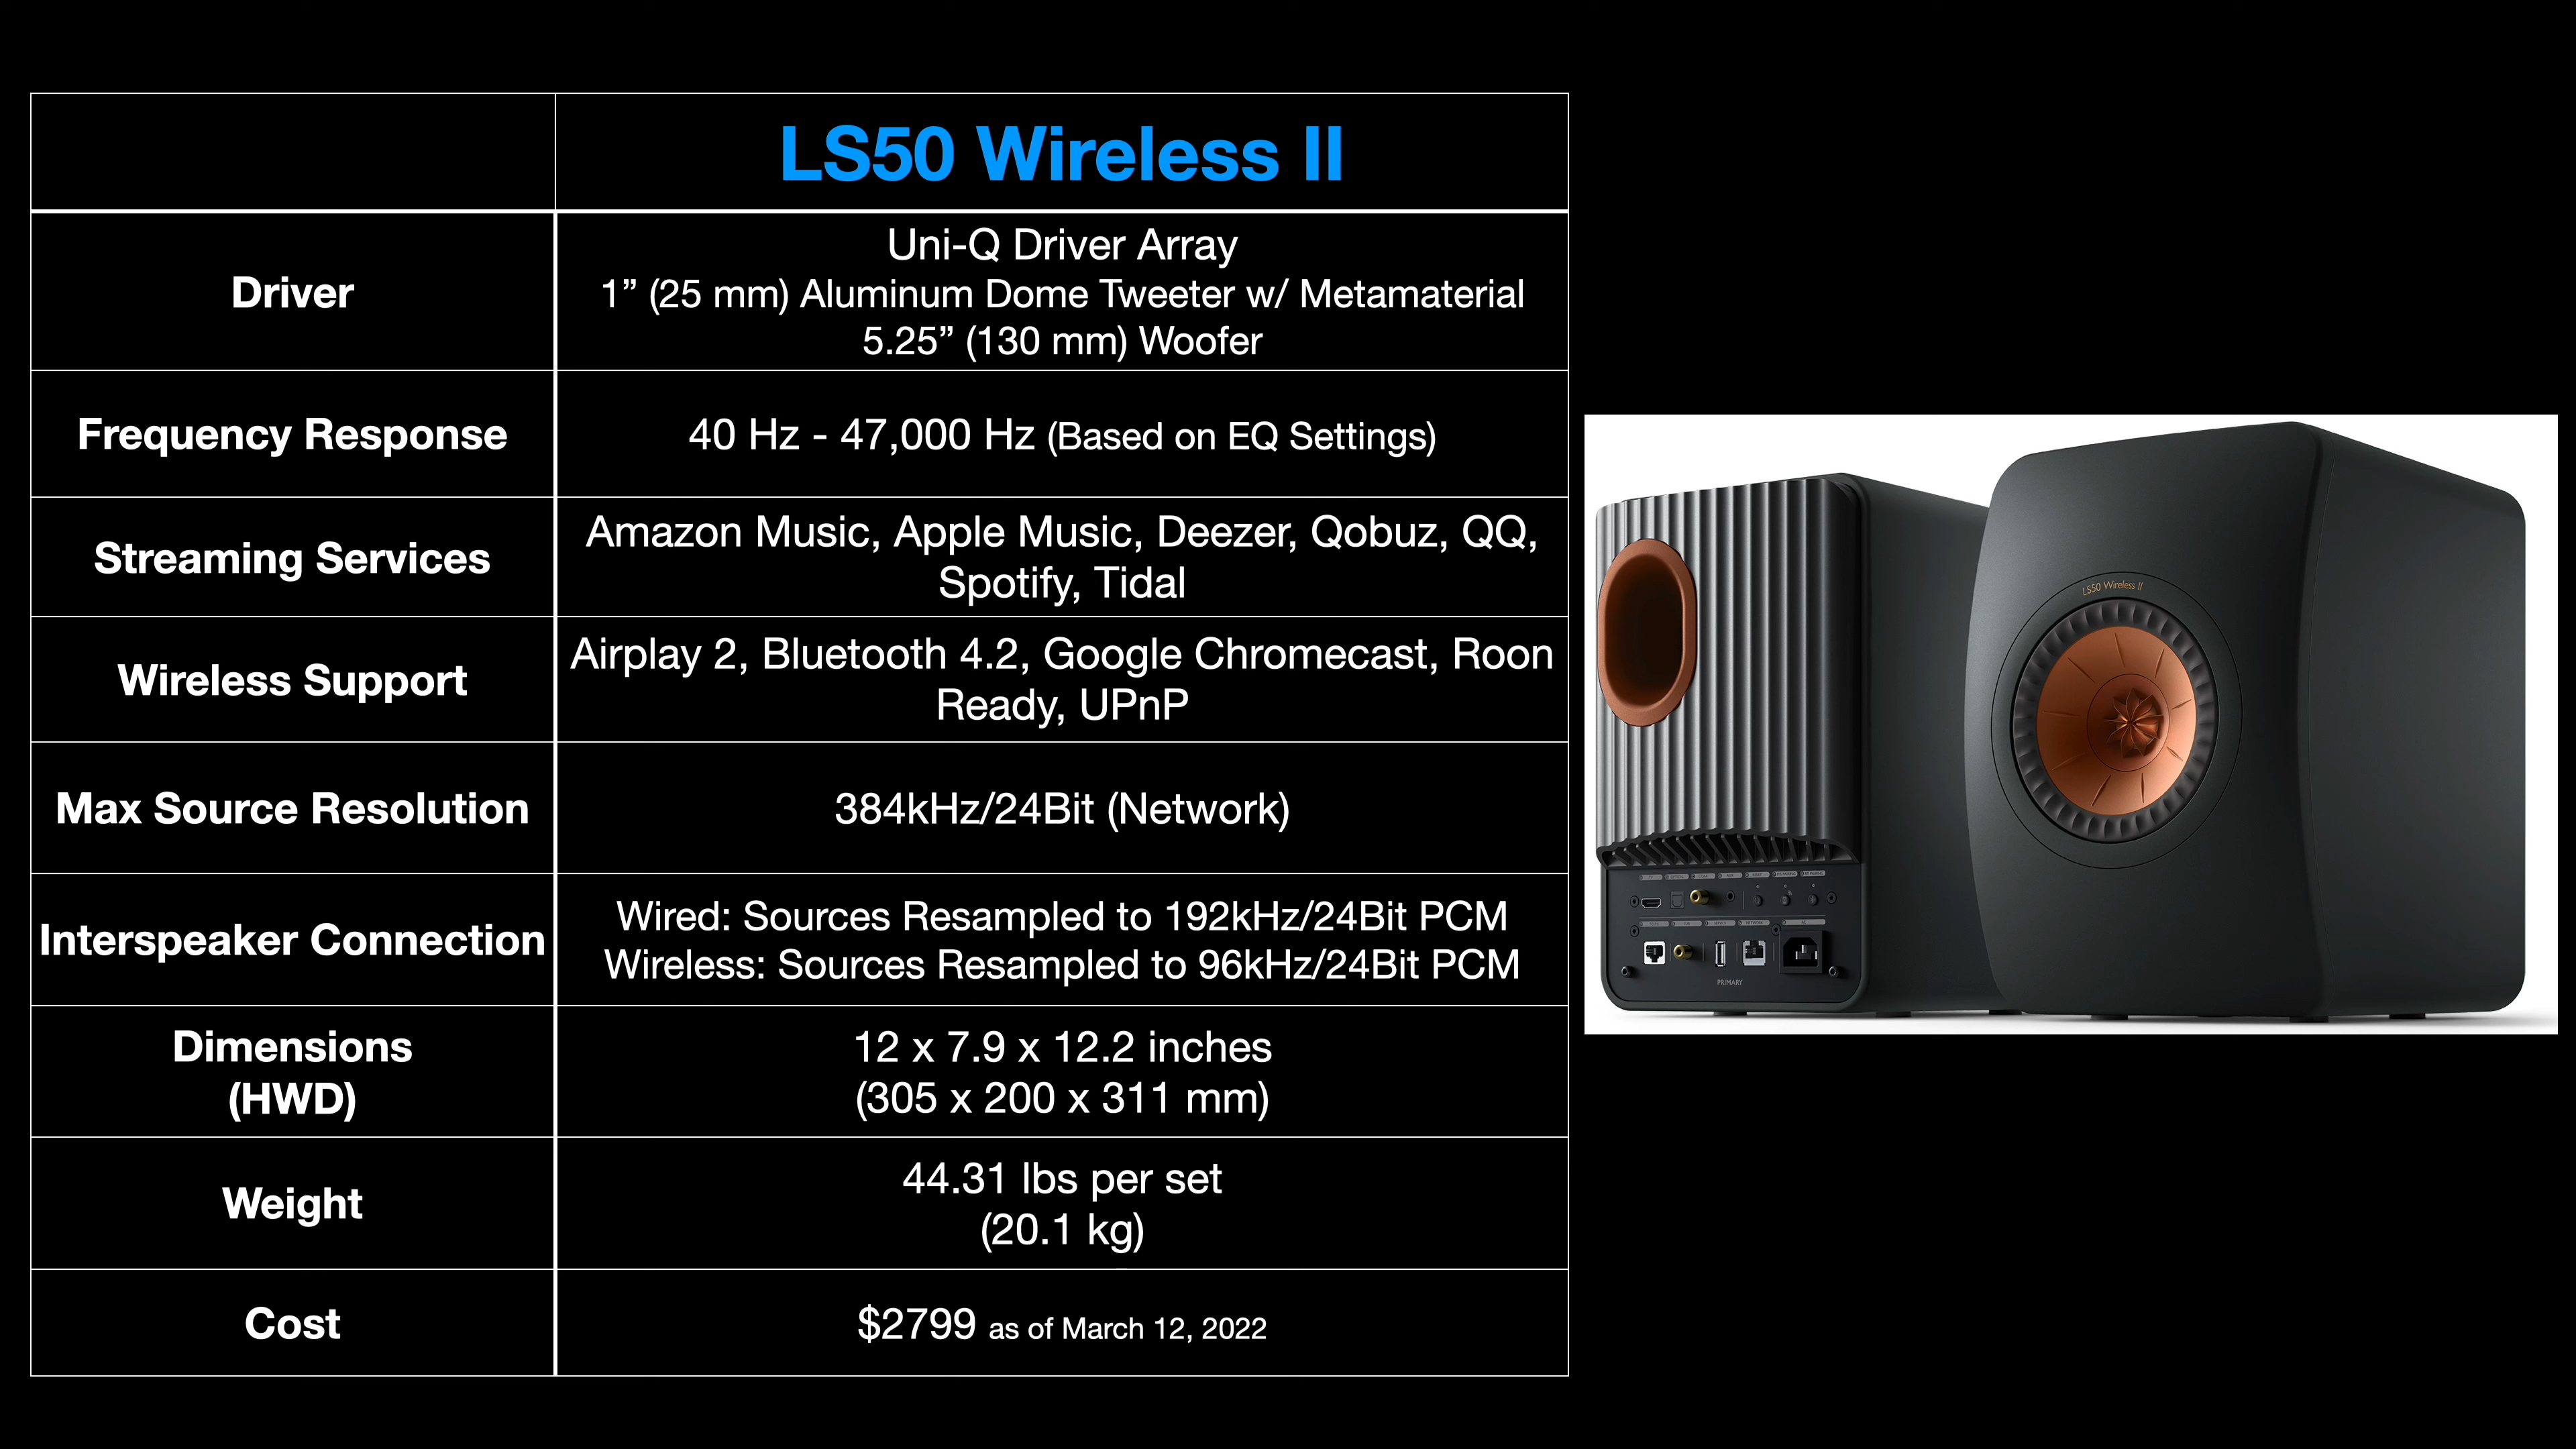 LS50 Wireless II
Driver
Uni-Q Driver Array
1” (25 mm) Aluminum Dome Tweeter w/ Metamaterial
5.25” (130 mm) Woofer
Frequency Response
40 Hz - 47,000 Hz (Based on EQ Settings)
Streaming Services
Amazon Music, Apple Music, Deezer, Qobuz, QQ,
Spotify, Tidal
Wireless Support
Airplay 2, Bluetooth 4.2, Google Chromecast, Roon
Ready, UPnP
Max Source Resolution
384kHz/24Bit (Network)
Interspeaker Connection
Wired: Sources Resampled to 192kHz/24Bit PCM
Wireless: Sources Resampled to 96kHz/24Bit PCM
Dimensions
(HWD)
12 x 7.9 x 12.2 inches
(305 x 200 x 311 mm)
Weight
44.31 lbs per set
(20.1 kg)
Cost
$2799 as of March 12, 2022
LS50 Wireless II
PRIMARY